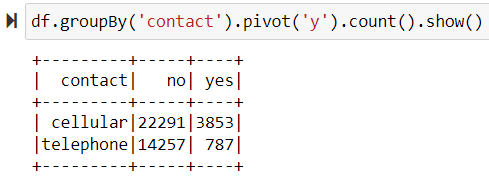 df.groupBy('contact').pivot('y').count().show()
+---------+-----+----+
|  contact|   no| yes|
+---------+-----+----+
| cellular|22291|3853|
|telephone|14257| 787|
+---------+-----+----+